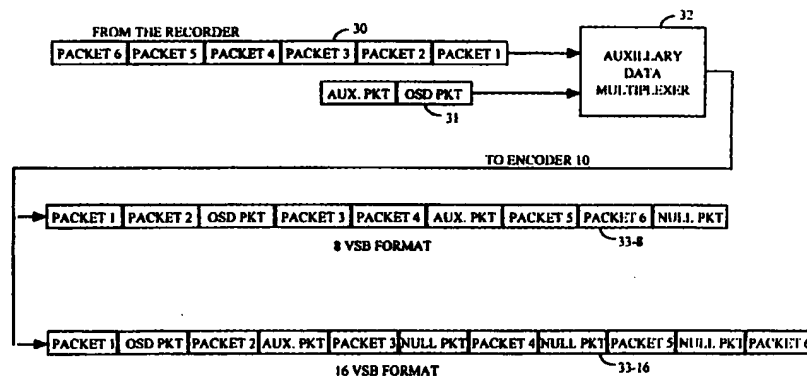 FROM THE RECORDER
30
32
PACKET 6 PACKET 5 PACKET 4 PACKET 3 PACKET 2 PACKET 1
AUXILLARY
DATA
MULTIPLEXER
AUX. PKT OSD PKT
31
TO ENCODER 10
PACKET 1 PACKET 2 OSD PKT PACKET 3 PACKET 4 AUX. PKT PACKET 5 PACKET 6 NULL PKT
8 VSB FORMAT
33-8
PACKET 1 OSD PKT PACKET 2 AUX. PKT PACKET 3 NULL PKT PACKET 4 NULL PKT PACKET 5 NULL PKT PACKET 6
16 VSB FORMAT
33-16